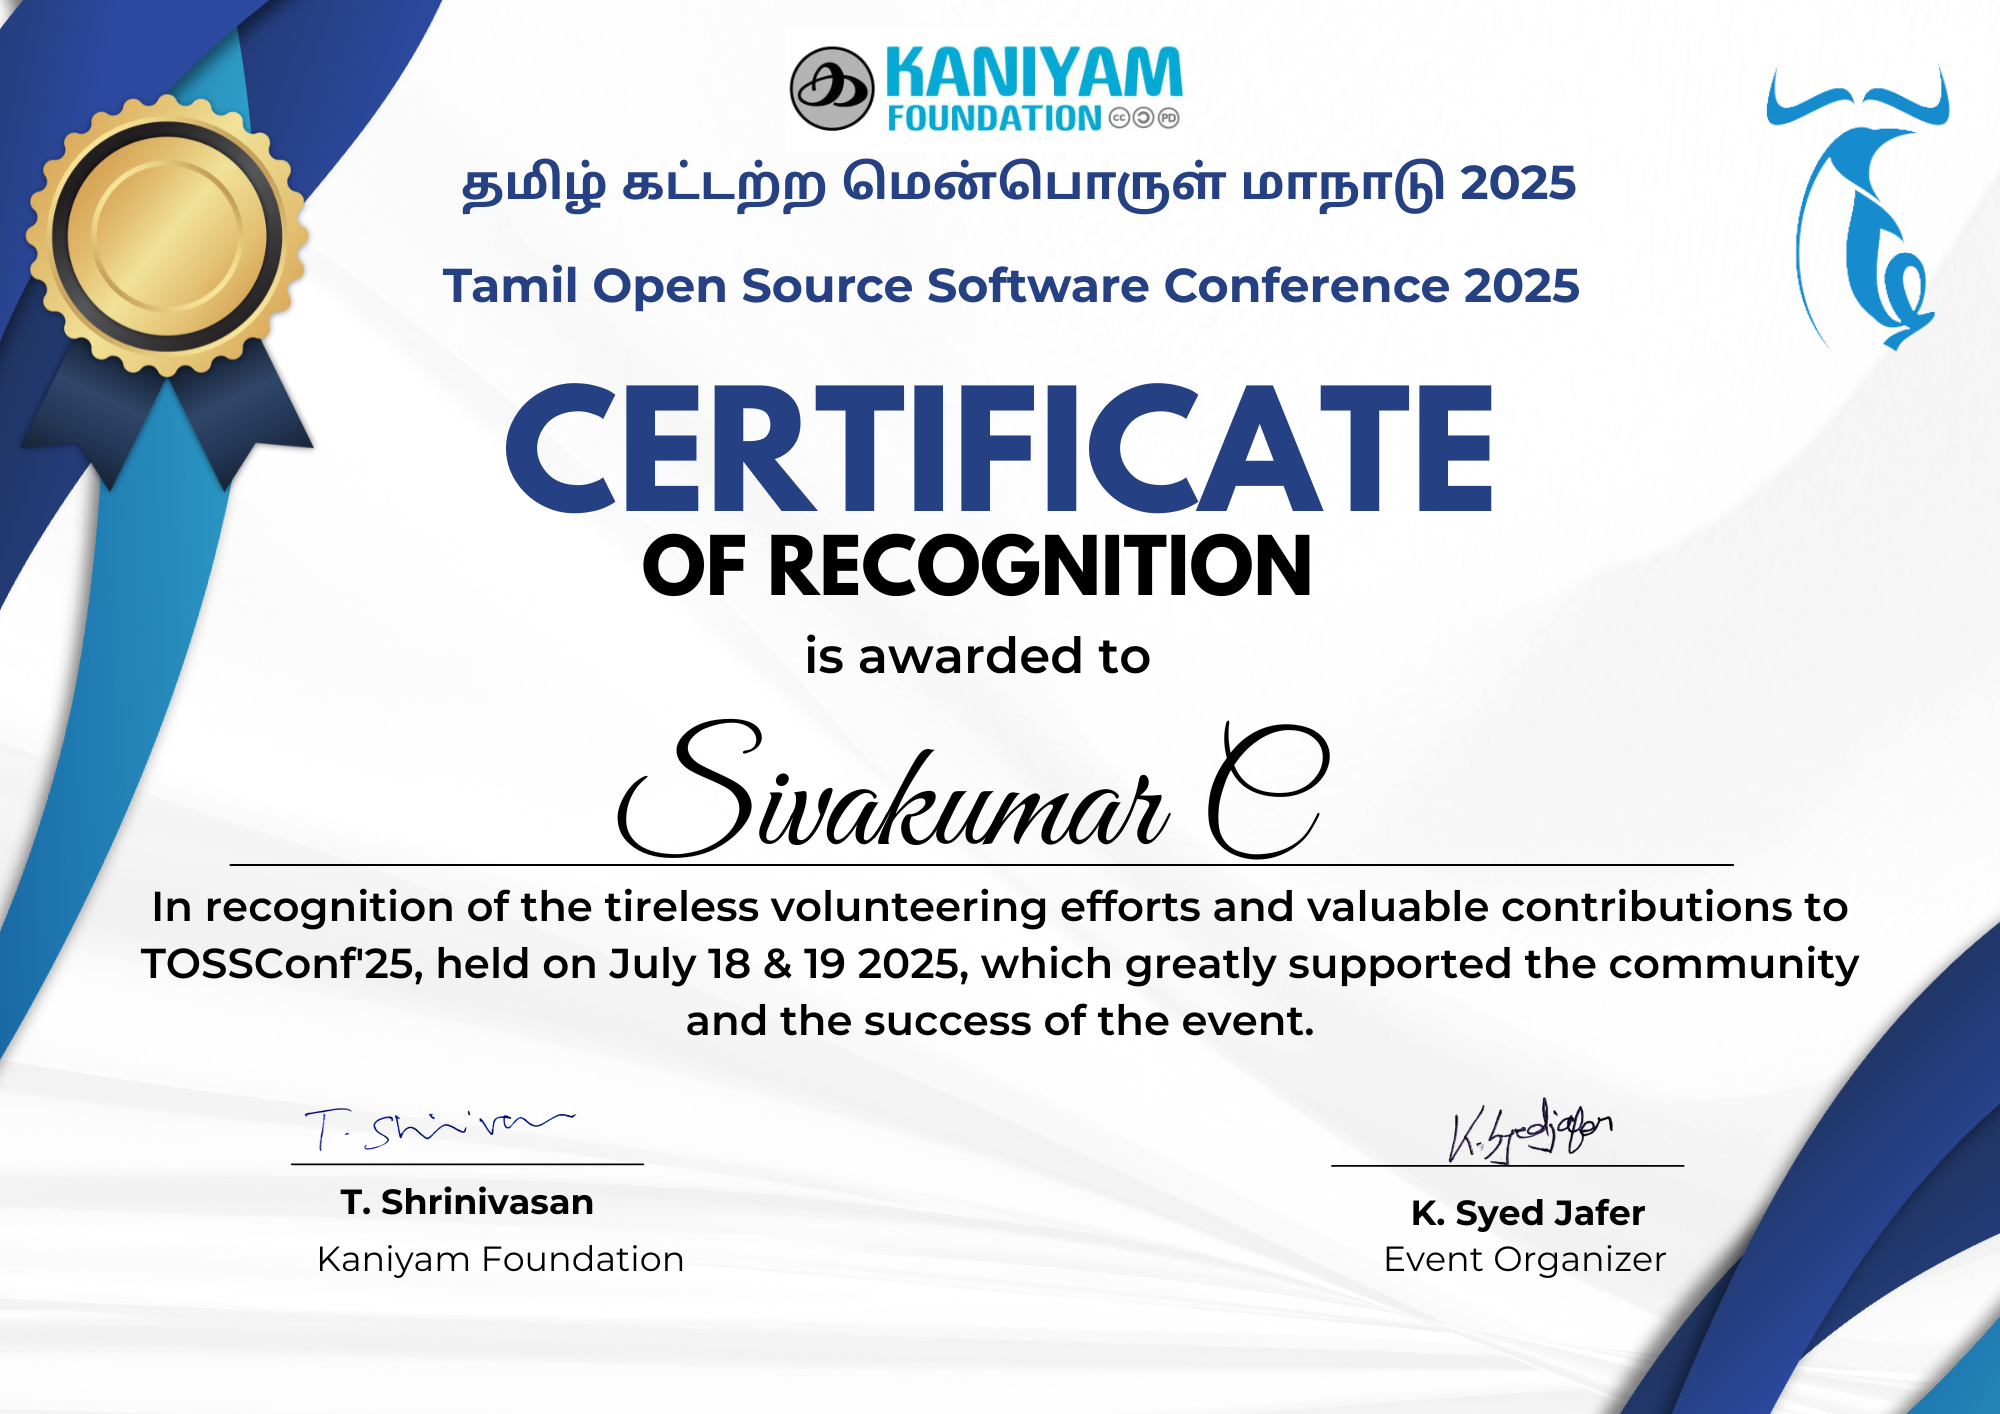 KANIYAM
FOUNDATION
தமிழ் கட்டற்ற மென்பொருள் மாநாடு 2025
Tamil Open Source Software Conference 2025
CERTIFICATE
OF RECOGNITION
is awarded to
Sivakumar C
In recognition of the tireless volunteering efforts and valuable contributions to
TOSSConf'25, held on July 18 & 19 2025, which greatly supported the community
and the success of the event.
T. Shrinivasan
K. Syedjafer
T. Shrinivasan
Kaniyam Foundation
K. Syed Jafer
Event Organizer